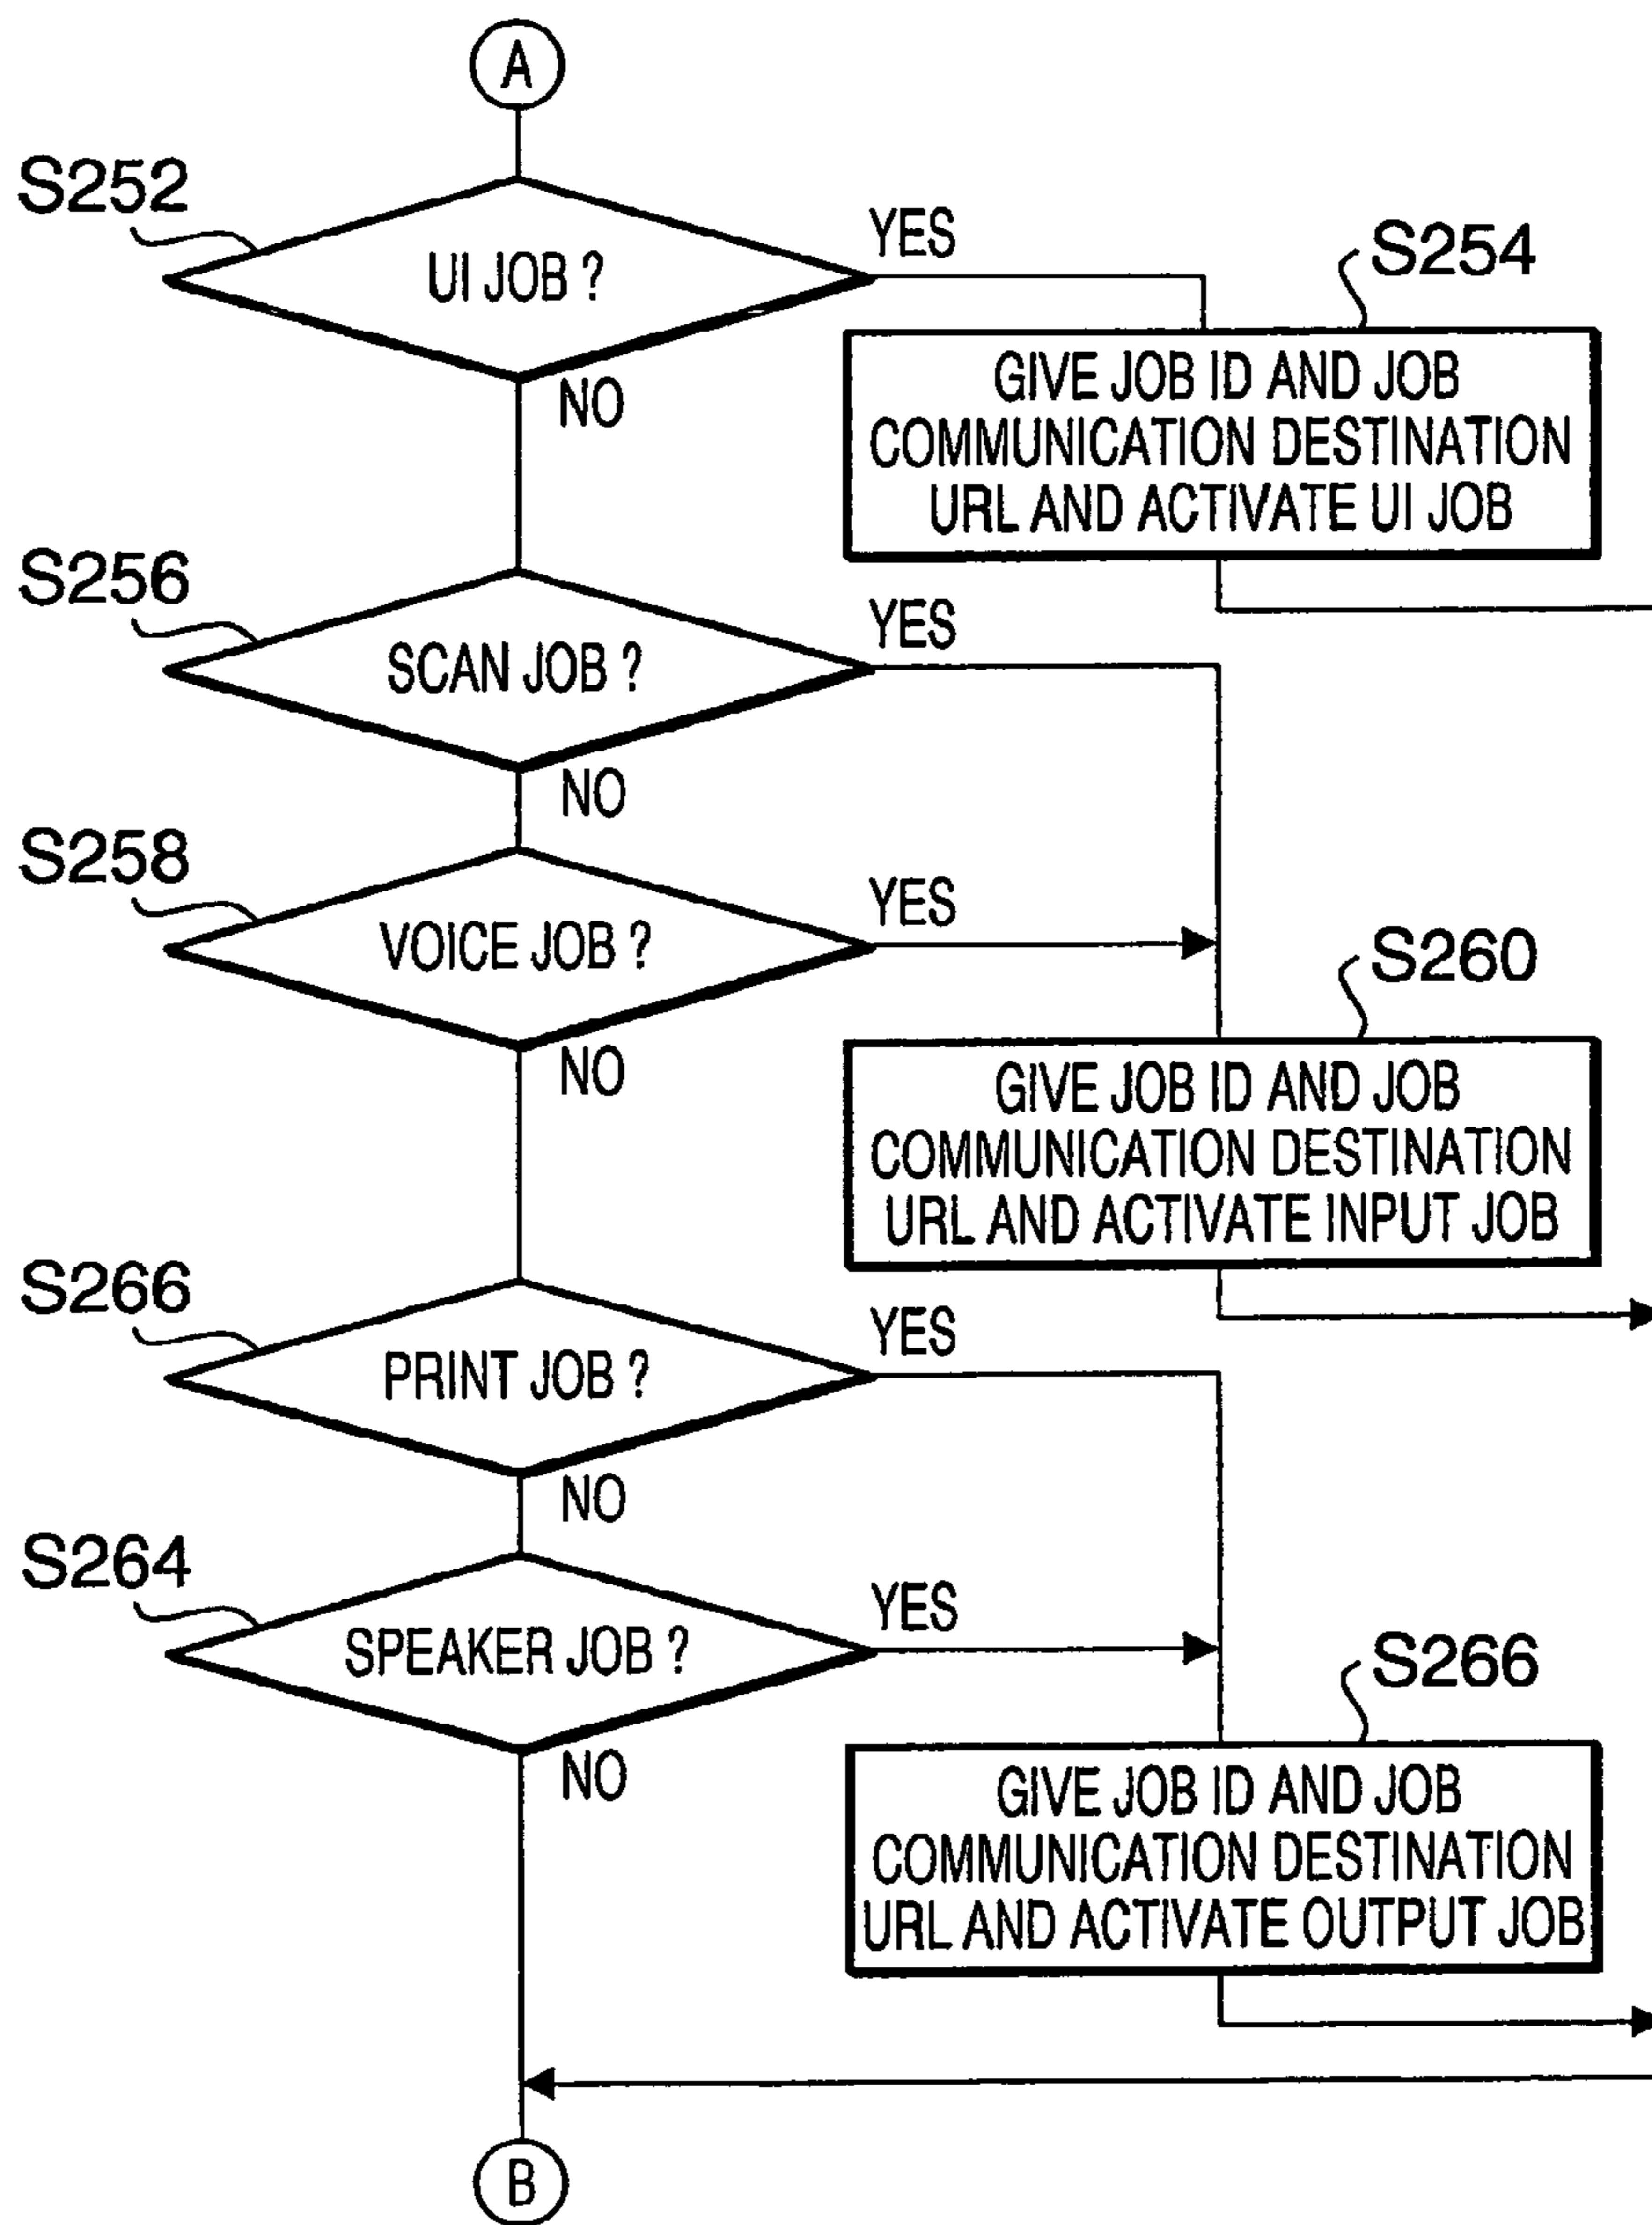 A
S252
UI JOB ?
YES
NO
S254
GIVE JOB ID AND JOB
COMMUNICATION DESTINATION
URL AND ACTIVATE UI JOB
S256
SCAN JOB ?
YES
NO
S258
VOICE JOB ?
YES
NO
S260
GIVE JOB ID AND JOB
COMMUNICATION DESTINATION
URL AND ACTIVATE INPUT JOB
S266
PRINT JOB ?
YES
NO
S264
SPEAKER JOB ?
YES
NO
S266
GIVE JOB ID AND JOB
COMMUNICATION DESTINATION
URL AND ACTIVATE OUTPUT JOB
B